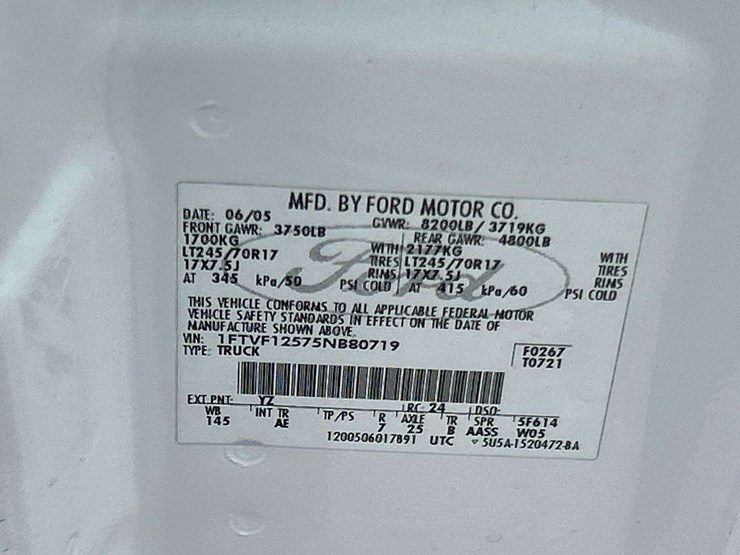 MFD. BY FORD MOTOR CO.
DATE: 06/05 GVWR: 8200LB/3719KG
FRONT GAWR: 3750LB REAR GAWR: 4800LB
1700KG WITH 2177KG WITH
LT245/70R17 TIRES LT245/70R17 TIRES
17X7.5J RIMS 17X7.5J RIMS
AT 345 kPa/50 PSI COLD AT 415 kPa/60 PSI COLD
Ford
THIS VEHICLE CONFORMS TO ALL APPLICABLE FEDERAL MOTOR
VEHICLE SAFETY STANDARDS IN EFFECT ON THE DATE OF
MANUFACTURE SHOWN ABOVE.
VIN: 1FTVF12575NB80719 F0267
TYPE: TRUCK T0721
EXT PNT: YZ RC: 24 DSO:
WB INT TR TP/PS R AXLE TR SPR 5F614
145 AE 7 25 B AASS W05
1200506017891 UTC 5U5A-1520472-BA